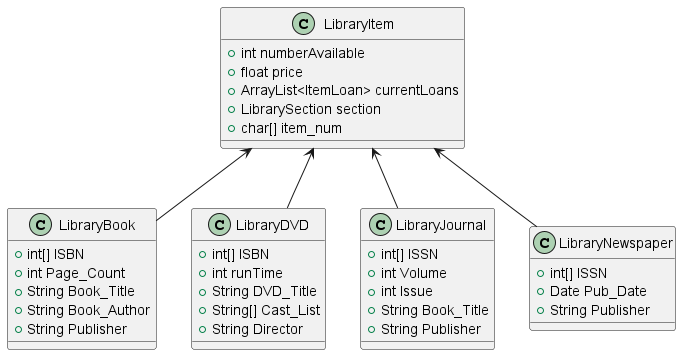 C LibraryItem
int numberAvailable
float price
ArrayList<ItemLoan> currentLoans
LibrarySection section
char[] item_num
C LibraryBook
int[] ISBN
int Page_Count
String Book_Title
String Book_Author
String Publisher
C LibraryDVD
int[] ISBN
int runTime
String DVD_Title
String[] Cast_List
String Director
C LibraryJournal
int[] ISSN
int Volume
int Issue
String Book_Title
String Publisher
C LibraryNewspaper
int[] ISSN
Date Pub_Date
String Publisher